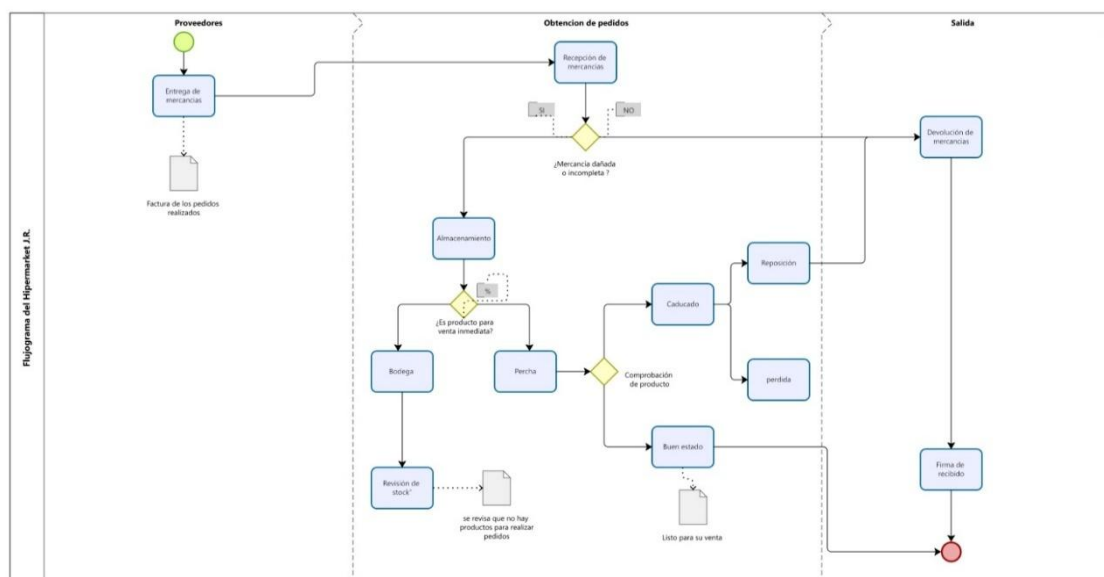 Flujograma del Hipermarket J.R.
Proveedores
Obtencion de pedidos
Salida
Entrega de
mercancias
Factura de los pedidos
realizados
Recepción de
mercancias
SI
NO
¿Mercancia dañada
o incompleta ?
Devolución de
mercancias
Almacenamiento
%
¿Es producto para
venta inmediata?
Reposición
Caducado
Bodega
Percha
Comprobación
de producto
perdida
Buen estado
Revisión de
stock"
se revisa que no hay
productos para realizar
pedidos
Listo para su venta
Firma de
recibido